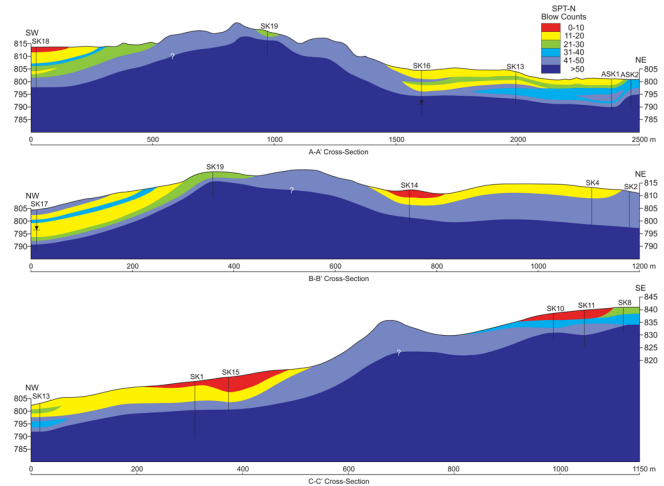 SPT-N
Blow Counts
0-10
11-20
21-30
31-40
41-50
>50
SW
SK18
SK19
SK16
SK13
ASK1
ASK2
NE
815
810
805
800
795
790
785
?
805
800
795
790
785
0
500
1000
1500
2000
2500 m
A-A' Cross-Section
NW
SK17
SK19
SK14
SK4
SK2
NE
805
800
795
790
785
?
815
810
805
800
795
790
785
0
200
400
600
800
1000
1200 m
B-B' Cross-Section
NW
SK13
SK1
SK15
SK10
SK11
SK8
SE
805
800
795
790
785
?
845
840
835
830
825
820
0
200
400
600
800
1000
1150 m
C-C' Cross-Section